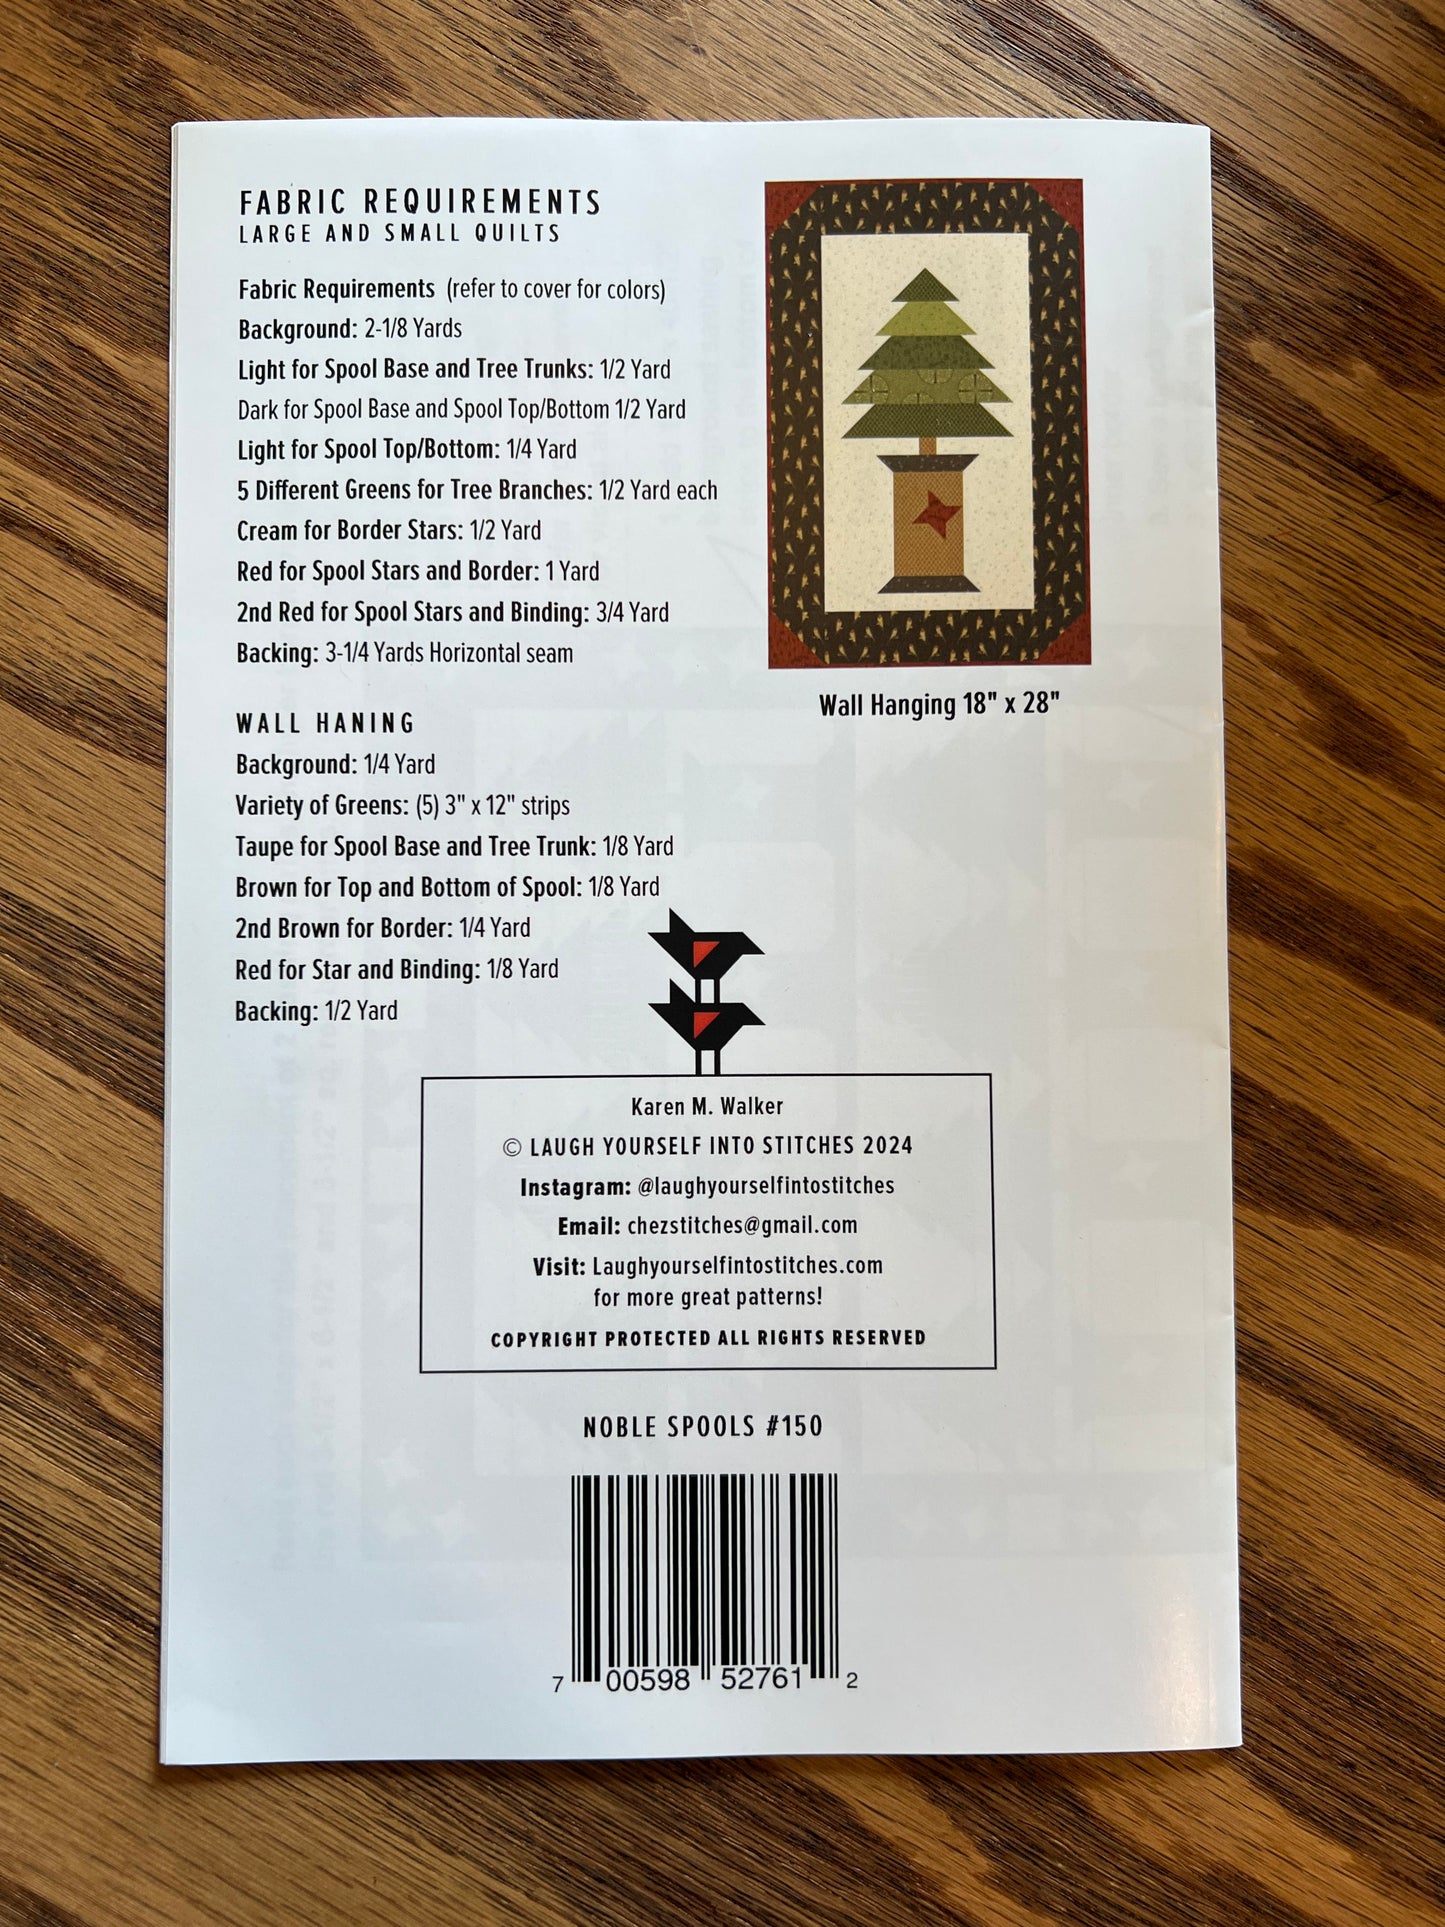 FABRIC REQUIREMENTS
LARGE AND SMALL QUILTS
Fabric Requirements (refer to cover for colors)
Background: 2-1/8 Yards
Light for Spool Base and Tree Trunks: 1/2 Yard
Dark for Spool Base and Spool Top/Bottom 1/2 Yard
Light for Spool Top/Bottom: 1/4 Yard
5 Different Greens for Tree Branches: 1/2 Yard each
Cream for Border Stars: 1/2 Yard
Red for Spool Stars and Border: 1 Yard
2nd Red for Spool Stars and Binding: 3/4 Yard
Backing: 3-1/4 Yards Horizontal seam
Wall Hanging 18" x 28"
WALL HANING
Background: 1/4 Yard
Variety of Greens: (5) 3" x 12" strips
Taupe for Spool Base and Tree Trunk: 1/8 Yard
Brown for Top and Bottom of Spool: 1/8 Yard
2nd Brown for Border: 1/4 Yard
Red for Star and Binding: 1/8 Yard
Backing: 1/2 Yard
Karen M. Walker
© LAUGH YOURSELF INTO STITCHES 2024
Instagram: @laughyourselfintostitches
Email: chezstitches@gmail.com
Visit: Laughyourselfintostitches.com
for more great patterns!
COPYRIGHT PROTECTED ALL RIGHTS RESERVED
NOBLE SPOOLS #150
7 00598 52761 2